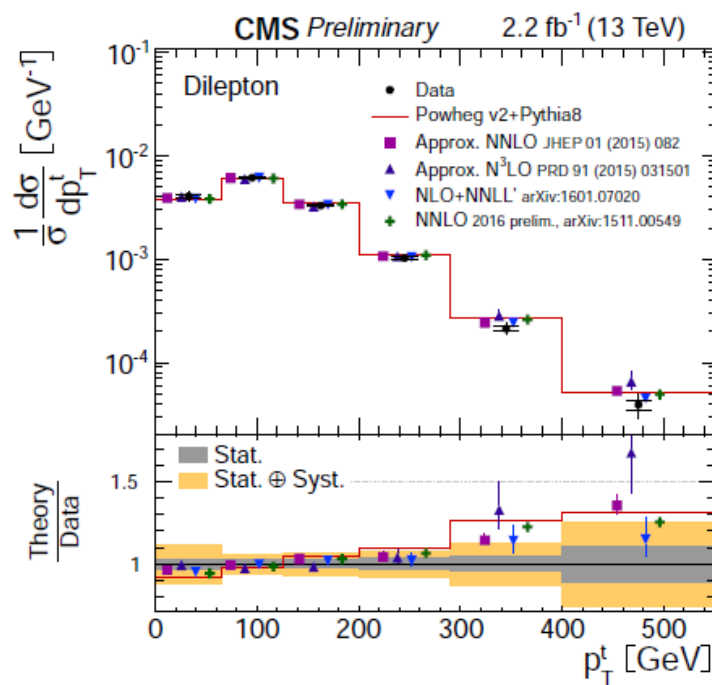 CMS Preliminary 2.2 fb⁻¹ (13 TeV)
Dilepton
Data
Powheg v2+Pythia8
Approx. NNLO JHEP 01 (2015) 082
Approx. N³LO PRD 91 (2015) 031501
NLO+NNLL' arXiv:1601.07020
NNLO 2016 prelim., arXiv:1511.00549
1/σ dσ/dp_T^t [GeV⁻¹]
10⁻¹
10⁻²
10⁻³
10⁻⁴
Stat.
Stat. ⊕ Syst.
Theory
Data
1.5
1
0 100 200 300 400 500
p_T^t [GeV]